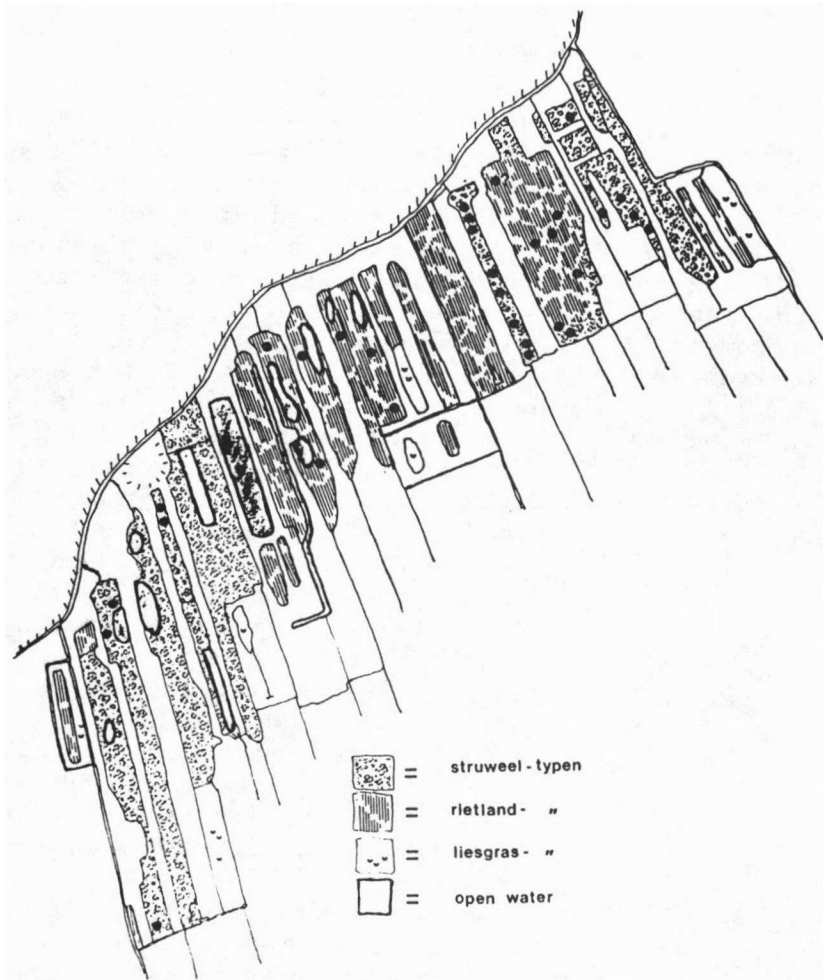 = struweel-typen
= rietland- "
= liesgras- "
= open water